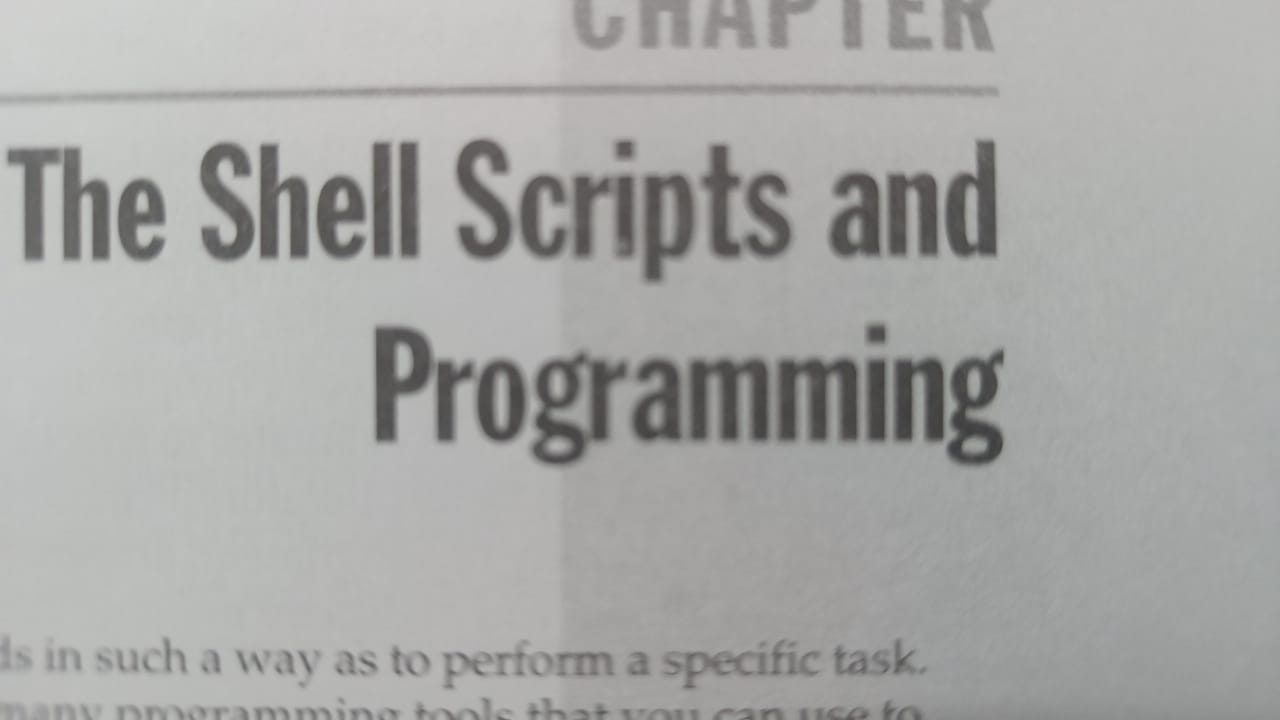 CHAPTER
The Shell Scripts and
Programming
in such a way as to perform a specific task.
many programming tools that you can use to